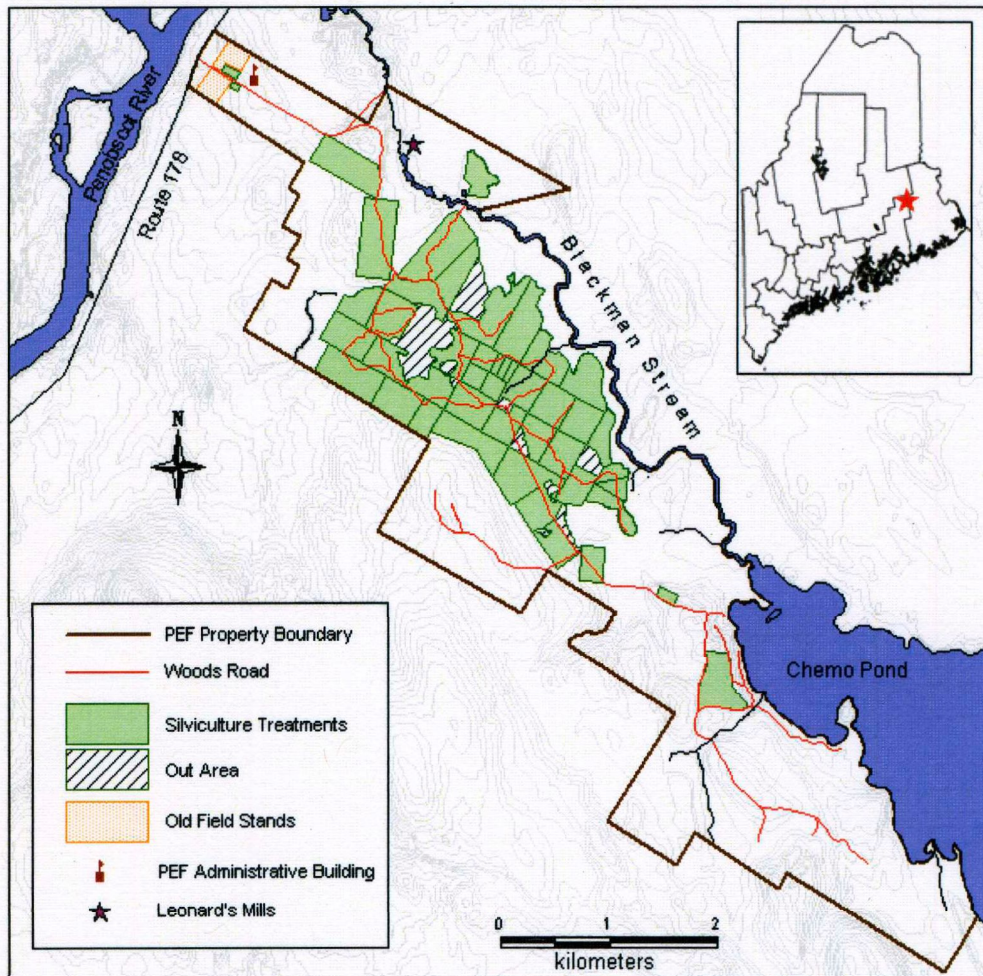 Penobscot River
Route 178
Blackman Stream
N
Chemo Pond
PEF Property Boundary
Woods Road
Silviculture Treatments
Out Area
Old Field Stands
PEF Administrative Building
Leonard's Mills
0 1 2
kilometers